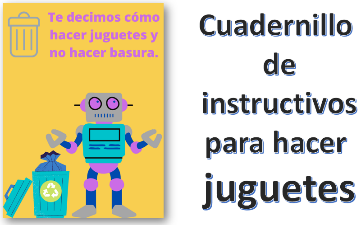 Te decimos cómo
hacer juguetes y
no hacer basura.
Cuadernillo
de
instructivos
para hacer
juguetes